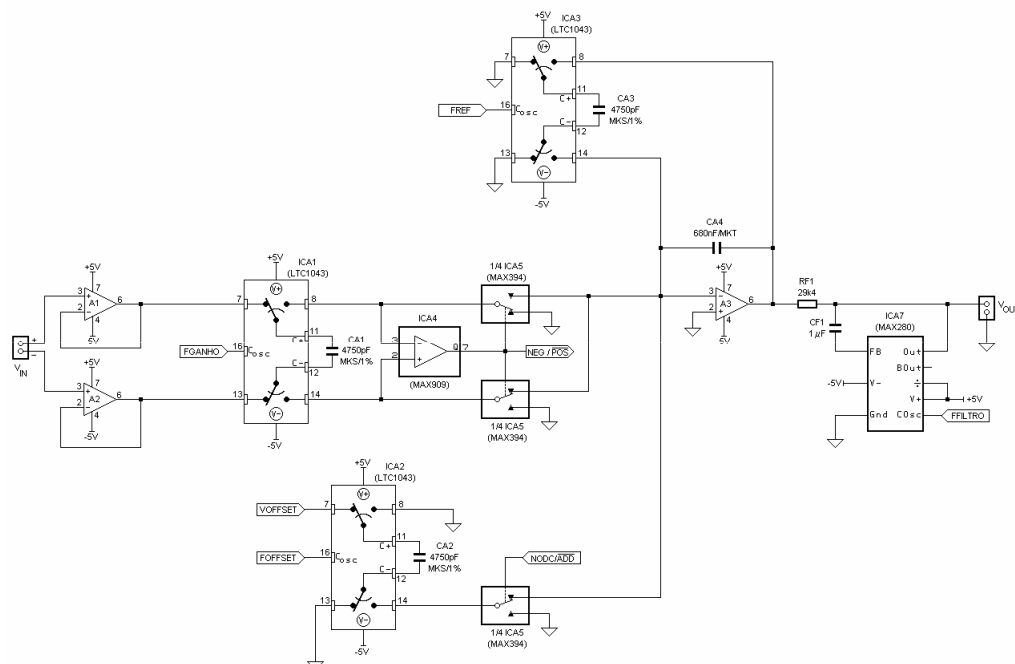 +5V
ICA3
(LTC1043)
V+
7
8
11
C+
CA3
4750pF
MKS/1%
FREF
16
Cosc
C-
12
13
14
V-
-5V
CA4
680nF/MKT
+5V
3
7
+
A1
6
2
-
4
5V
+
-
VIN
+5V
3
7
+
A2
6
2
-
4
-5V
+5V
ICA1
(LTC1043)
V+
7
8
11
C+
CA1
4750pF
MKS/1%
FGANHO
16
Cosc
C-
12
13
14
V-
-5V
1/4 ICA5
(MAX394)
ICA4
3
-
2
+
Q
7
(MAX909)
NEG / POS
1/4 ICA5
(MAX394)
+5V
3
7
-
A3
6
2
+
4
-5V
RF1
29k4
CF1
1 µF
ICA7
(MAX280)
VOU
FB
Out
BOut
-5V
V-
÷
V+
+5V
Gnd
COsc
FFILTRO
+5V
ICA2
(LTC1043)
V+
VOFFSET
7
8
11
C+
CA2
4750pF
MKS/1%
FOFFSET
16
Cosc
C-
12
13
14
V-
-5V
NODC/ADD
1/4 ICA5
(MAX394)